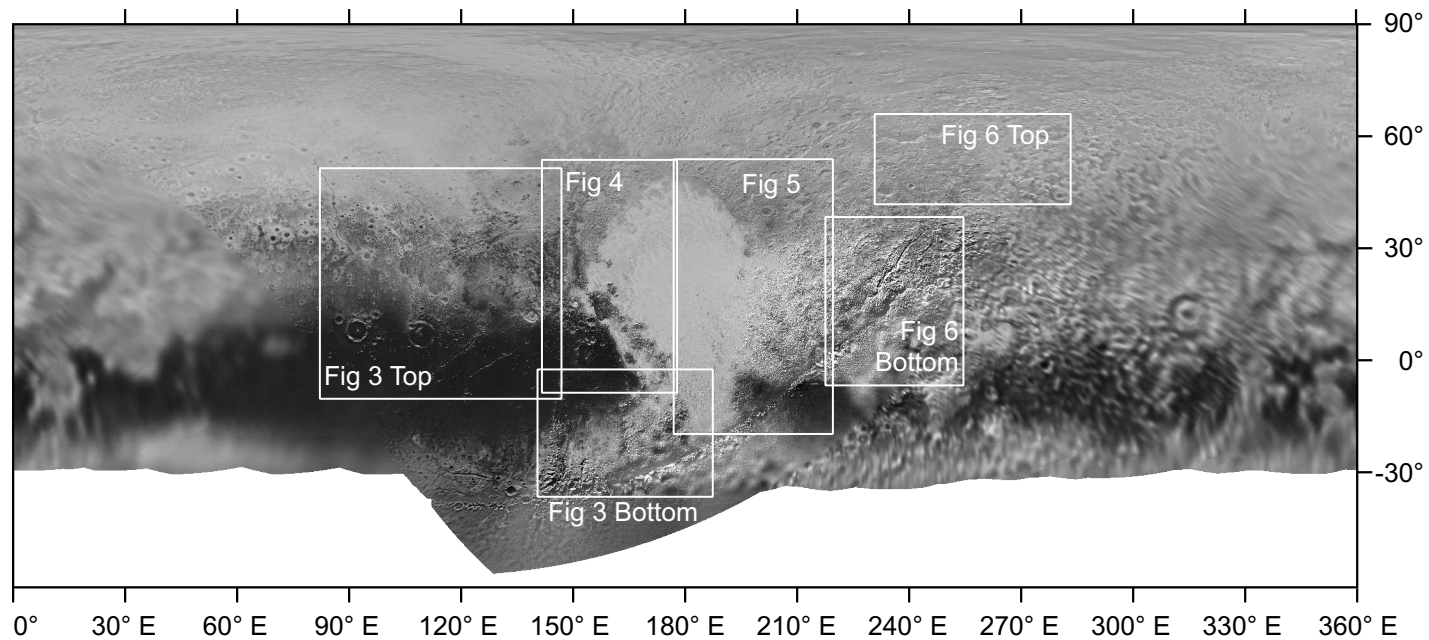 90°
60°
Fig 6 Top
Fig 4
Fig 5
30°
Fig 6
Bottom
0°
Fig 3 Top
-30°
Fig 3 Bottom
0°
30° E
60° E
90° E
120° E
150° E
180° E
210° E
240° E
270° E
300° E
330° E
360° E